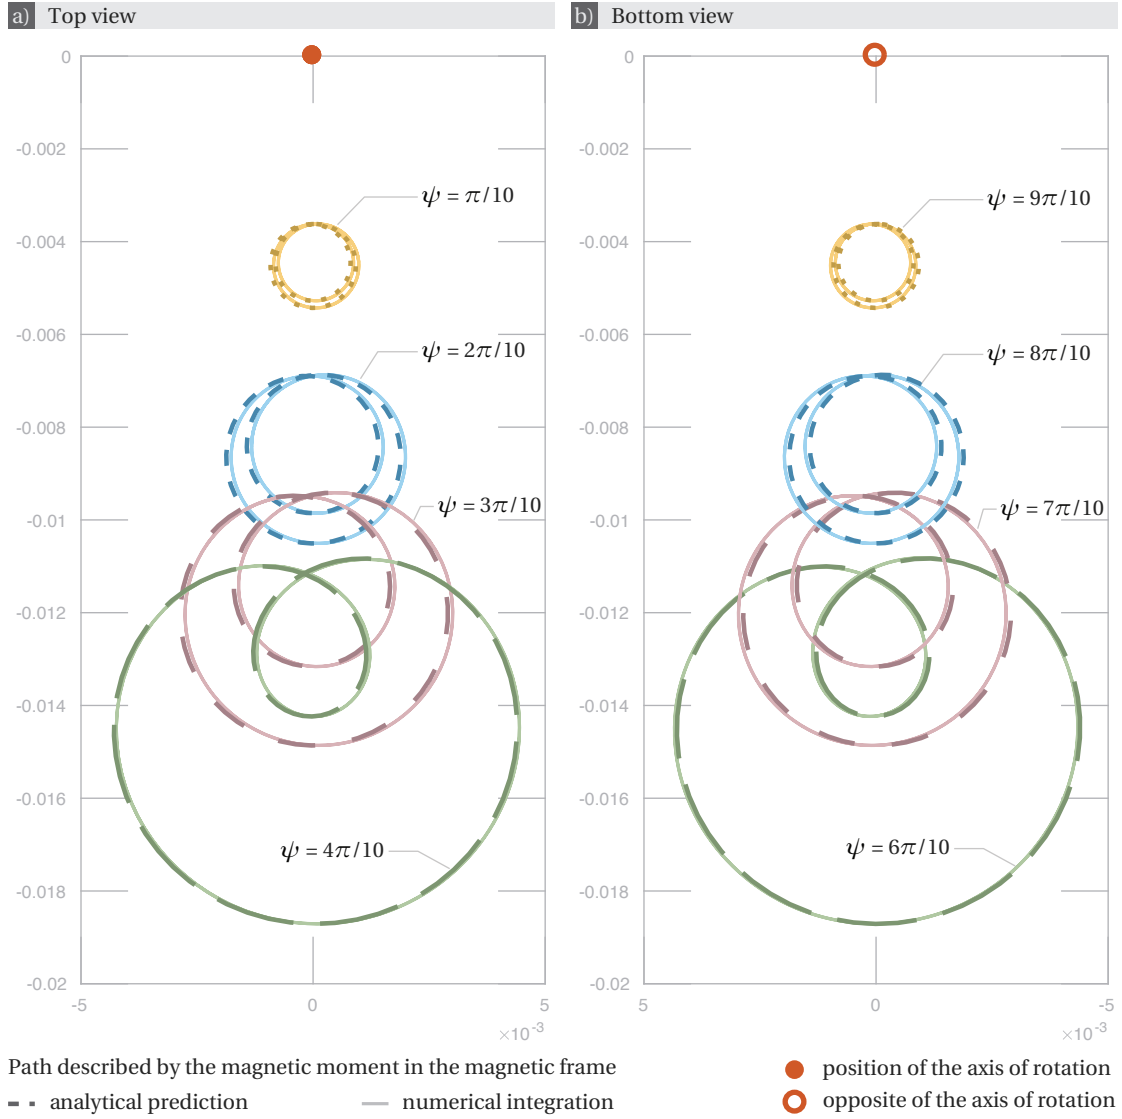 a) Top view
b) Bottom view
0
-0.002
-0.004
-0.006
-0.008
-0.01
-0.012
-0.014
-0.016
-0.018
-0.02
-5
0
5
×10⁻³
ψ = π/10
ψ = 2π/10
ψ = 3π/10
ψ = 4π/10
0
-0.002
-0.004
-0.006
-0.008
-0.01
-0.012
-0.014
-0.016
-0.018
-0.02
5
0
-5
×10⁻³
ψ = 9π/10
ψ = 8π/10
ψ = 7π/10
ψ = 6π/10
Path described by the magnetic moment in the magnetic frame
analytical prediction
numerical integration
position of the axis of rotation
opposite of the axis of rotation